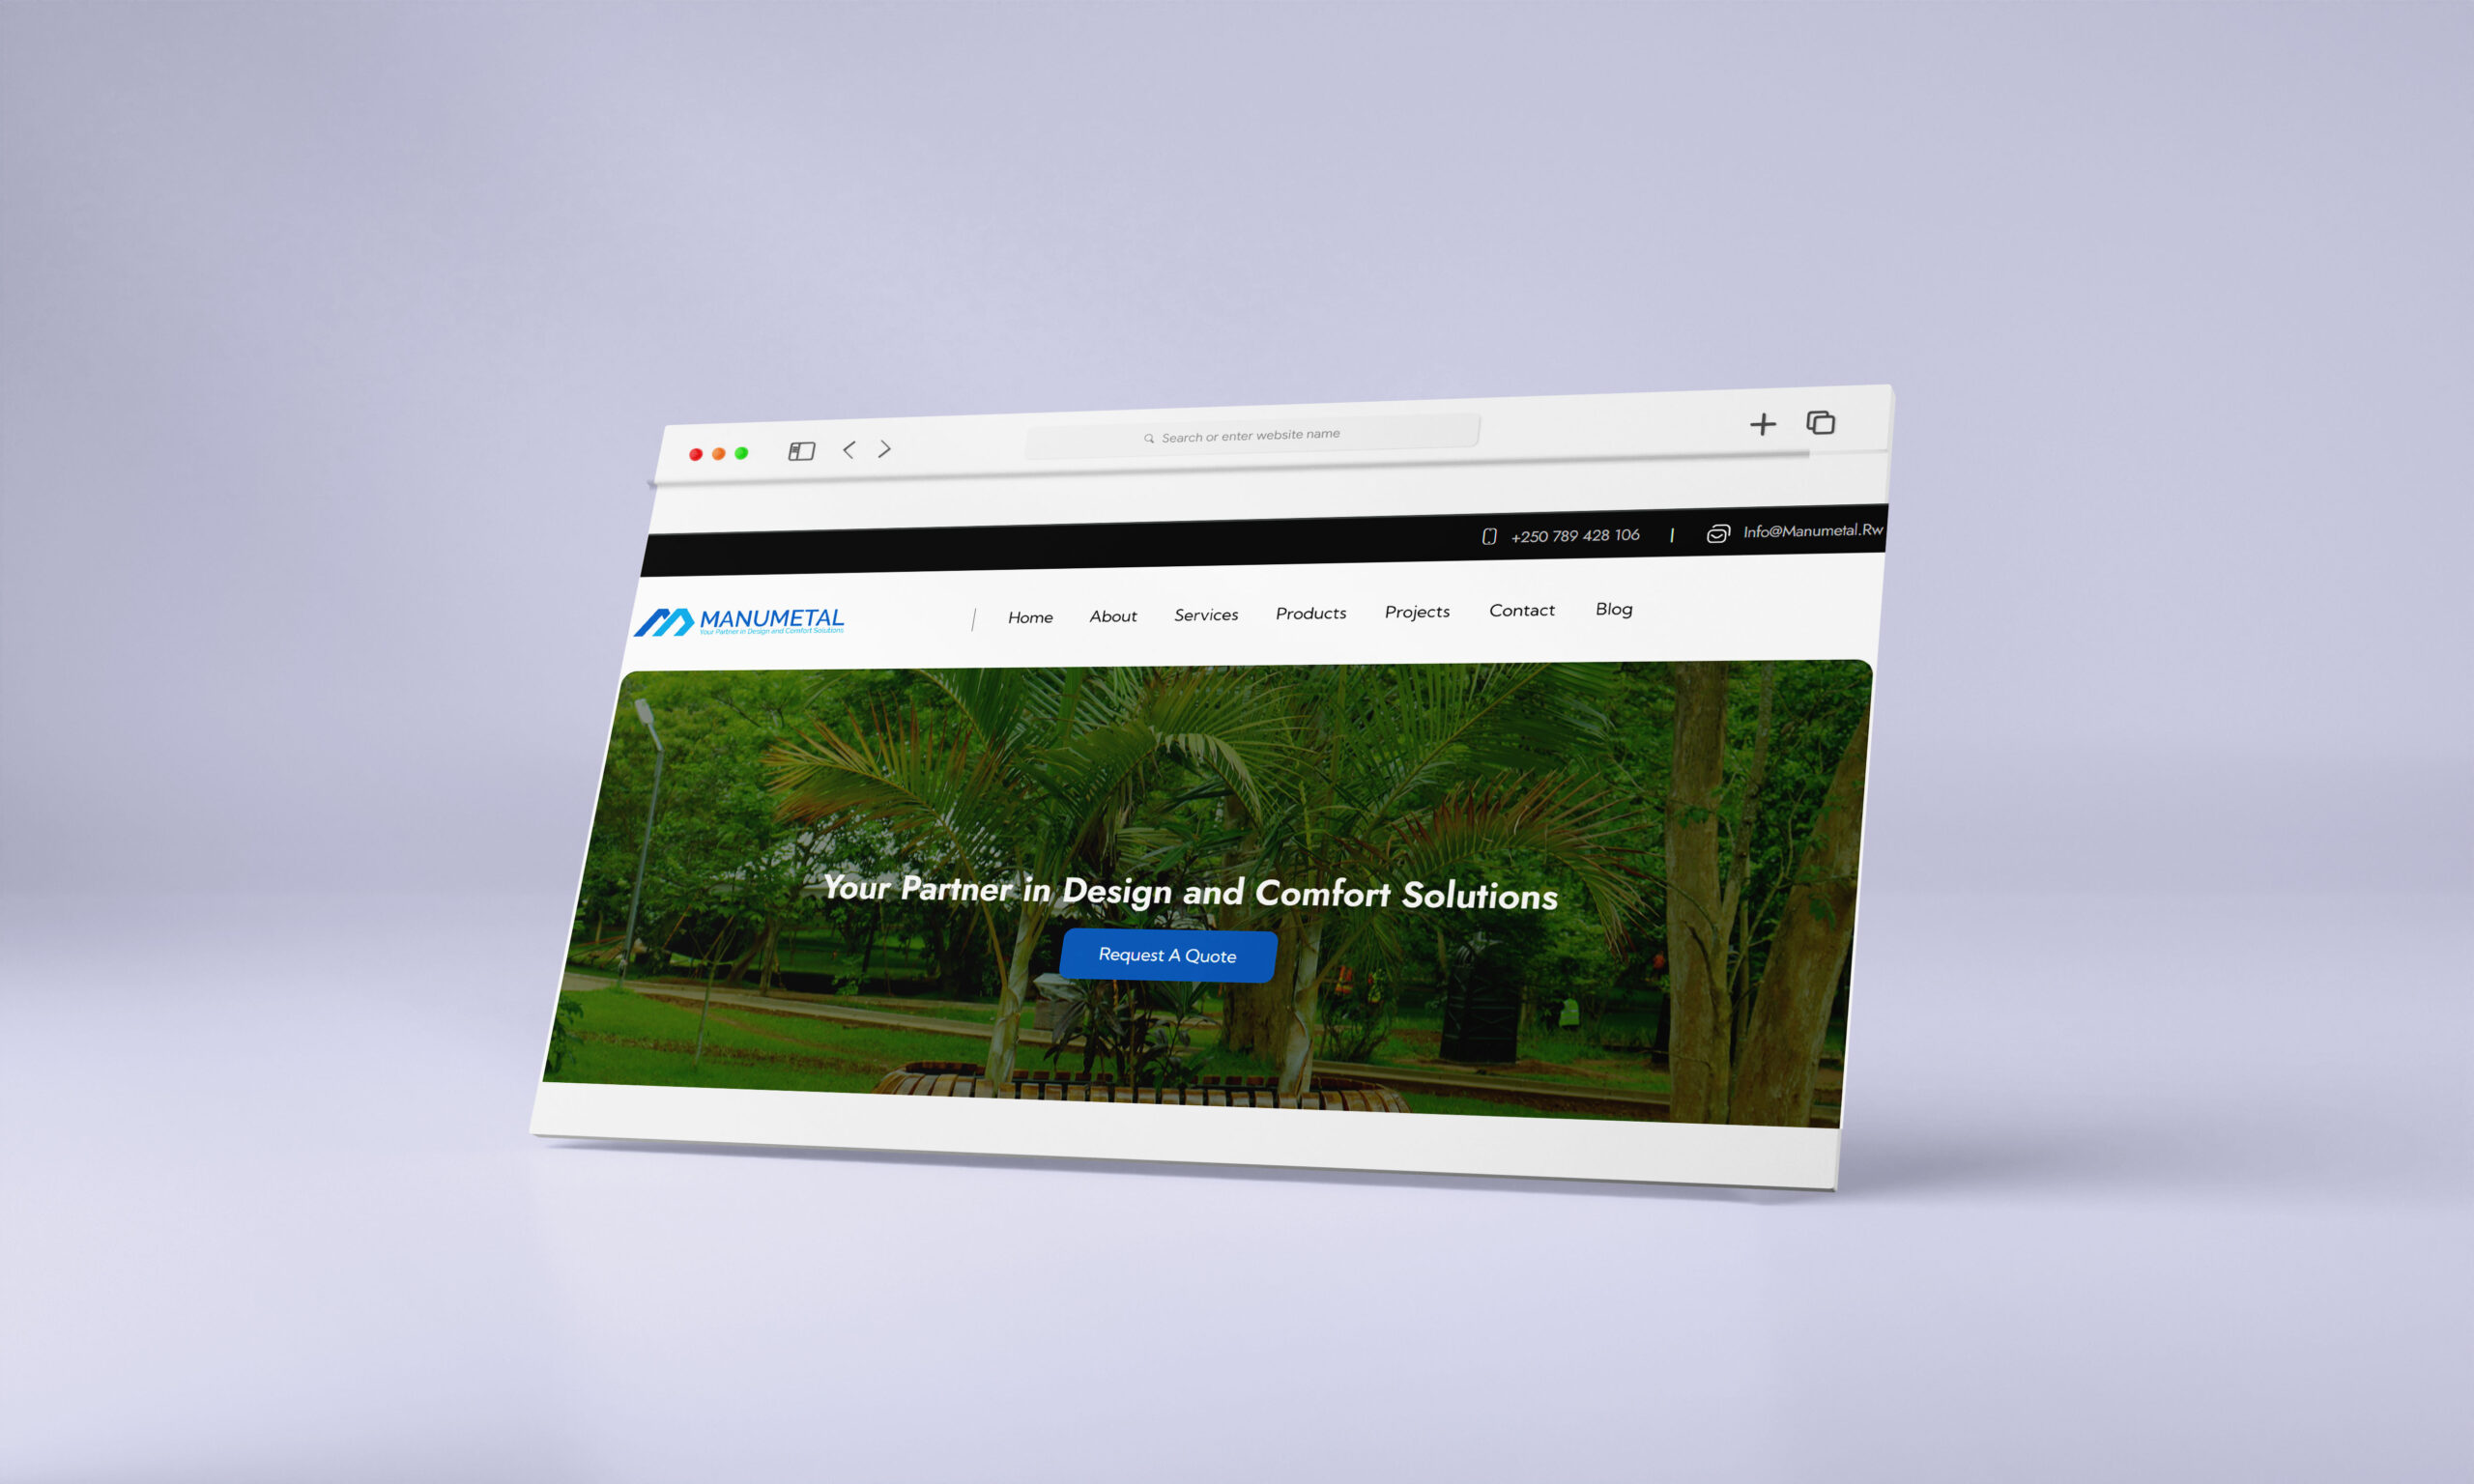 Search or enter website name
+250 789 428 106 | Info@Manumetal.Rw
MANUMETAL
Your Partner in Design and Comfort Solutions
Home About Services Products Projects Contact Blog
Your Partner in Design and Comfort Solutions
Request A Quote